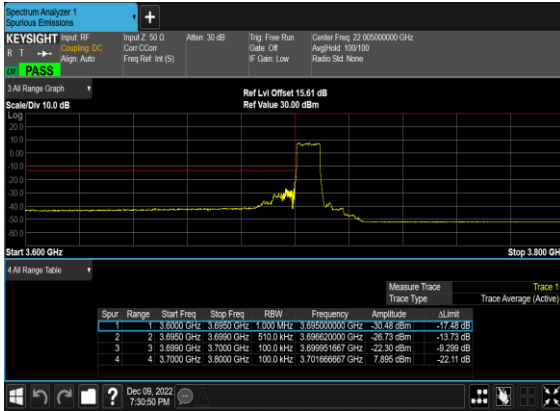 Spectrum Analyzer 1
Spurious Emissions
+
KEYSIGHT
R T
PASS
Input: RF
Coupling: DC
Align: Auto
Input Z: 50 Ω
Corr CCorr
Freq Ref: Int (S)
Atten: 30 dB
Trig: Free Run
Gate: Off
IF Gain: Low
Center Freq: 22.005000000 GHz
Avg|Hold: 100/100
Radio Std: None
3 All Range Graph
Scale/Div 10.0 dB
Ref Lvl Offset 15.61 dB
Ref Value 30.00 dBm
Log
20.0
10.0
0.00
-10.0
-20.0
-30.0
-40.0
-50.0
-60.0
Start 3.600 GHz
Stop 3.800 GH
4 All Range Table
Measure Trace Trace 1
Trace Type Trace Average (Active)
Spur Range Start Freq Stop Freq RBW Frequency Amplitude ΔLimit
1 1 3.6000 GHz 3.6950 GHz 1.000 MHz 3.695000000 GHz -30.48 dBm -17.48 dB
2 2 3.6950 GHz 3.6990 GHz 510.0 kHz 3.696620000 GHz -26.73 dBm -13.73 dB
3 3 3.6990 GHz 3.7000 GHz 100.0 kHz 3.699951667 GHz -22.30 dBm -9.299 dB
4 4 3.7000 GHz 3.8000 GHz 100.0 kHz 3.701666667 GHz 7.895 dBm -22.11 dB
?
Dec 09, 2022
7:30:50 PM